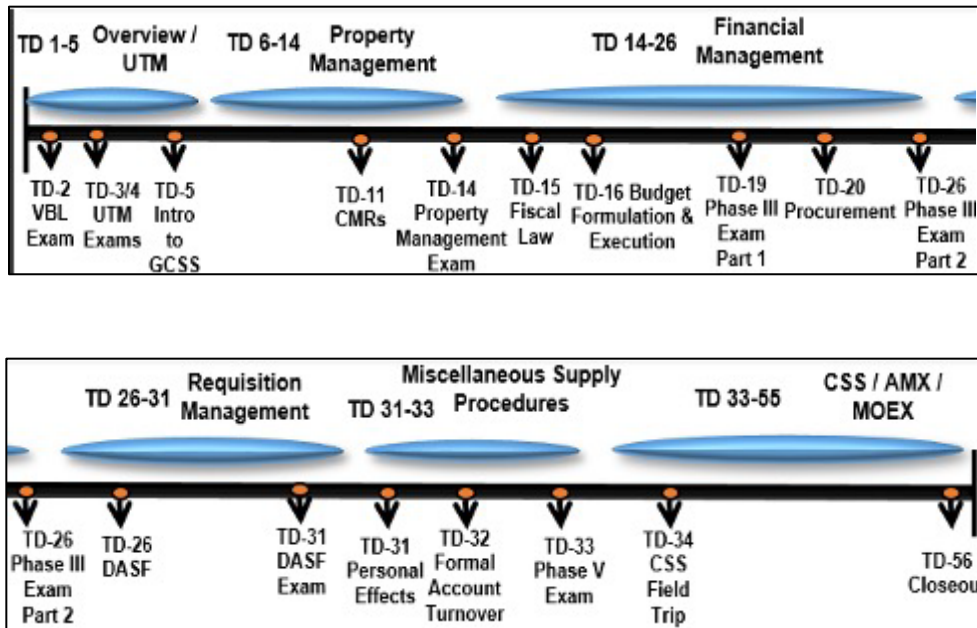 TD 1-5
Overview /
UTM
TD 6-14
Property
Management
TD 14-26
Financial
Management
TD-2
VBL
Exam
TD-3/4
UTM
Exams
TD-5
Intro
to
GCSS
TD-11
CMRs
TD-14
Property
Management
Exam
TD-15
Fiscal
Law
TD-16 Budget
Formulation &
Execution
TD-19
Phase III
Exam
Part 1
TD-20
Procurement
TD-26
Phase III
Exam
Part 2
TD 26-31
Requisition
Management
TD 31-33
Miscellaneous Supply
Procedures
TD 33-55
CSS / AMX /
MOEX
TD-26
Phase III
Exam
Part 2
TD-26
DASF
TD-31
DASF
Exam
TD-31
Personal
Effects
TD-32
Formal
Account
Turnover
TD-33
Phase V
Exam
TD-34
CSS
Field
Trip
TD-56
Closeou